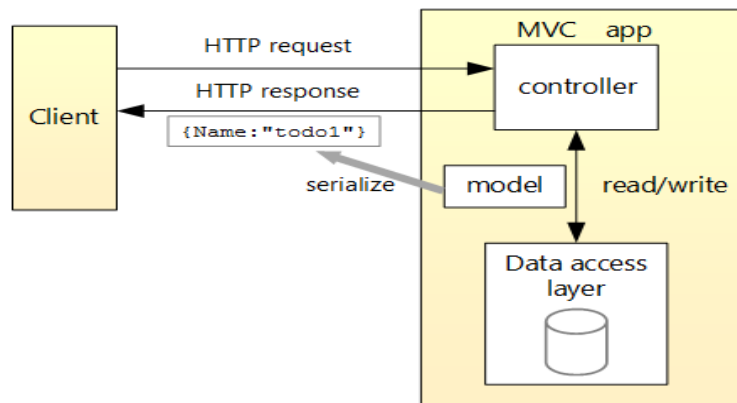 MVC app
HTTP request
controller
HTTP response
Client
{Name:"todo1"}
serialize
model
read/write
Data access
layer